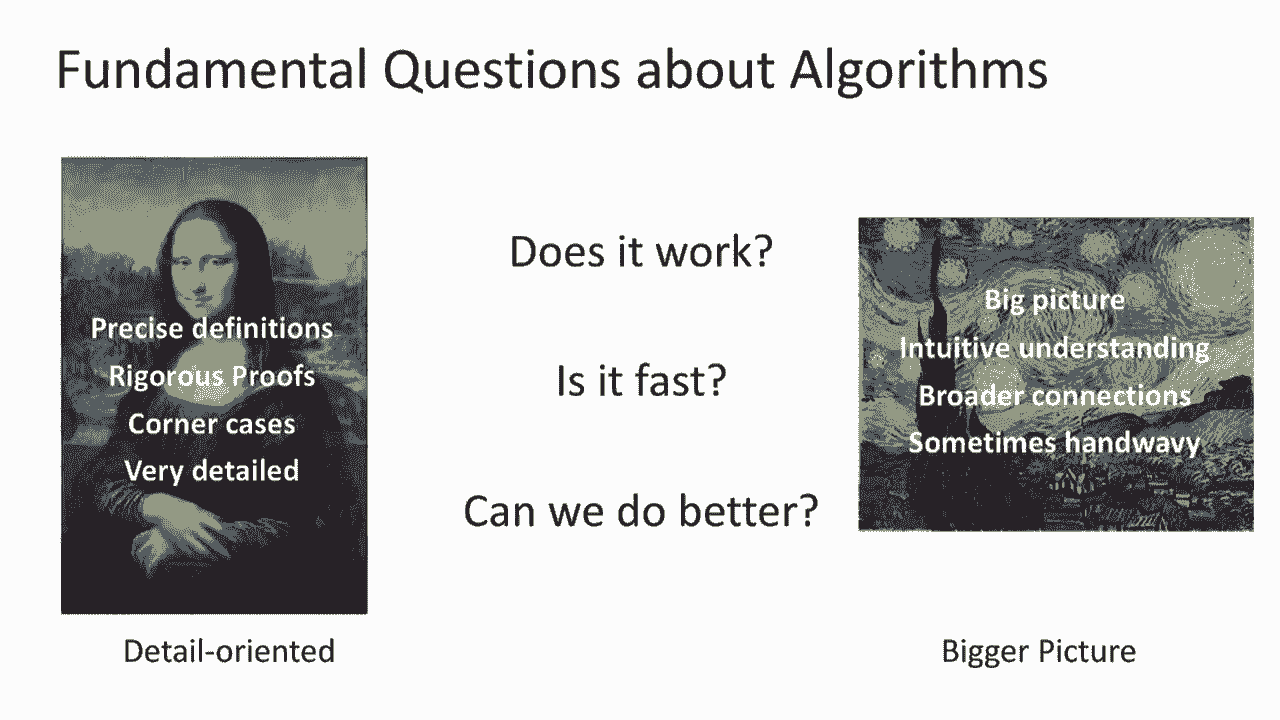 Fundamental Questions about Algorithms
Precise definitions
Rigorous Proofs
Corner cases
Very detailed
Detail-oriented
Does it work?
Is it fast?
Can we do better?
Big picture
Intuitive understanding
Broader connections
Sometimes handwavy
Bigger Picture